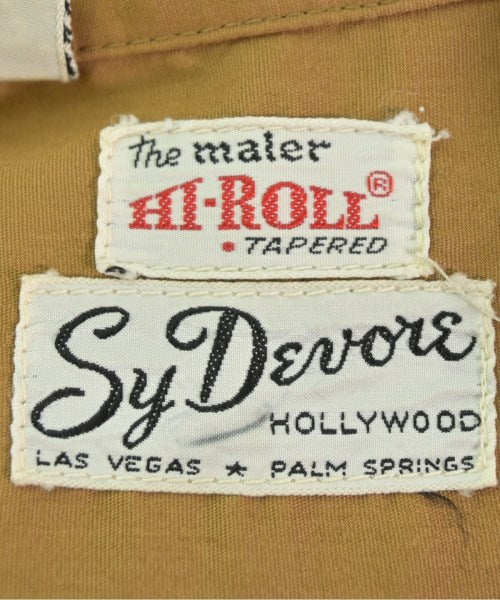 the maler
HI-ROLL®
• TAPERED
Sy Devore
HOLLYWOOD
LAS VEGAS ★ PALM SPRINGS